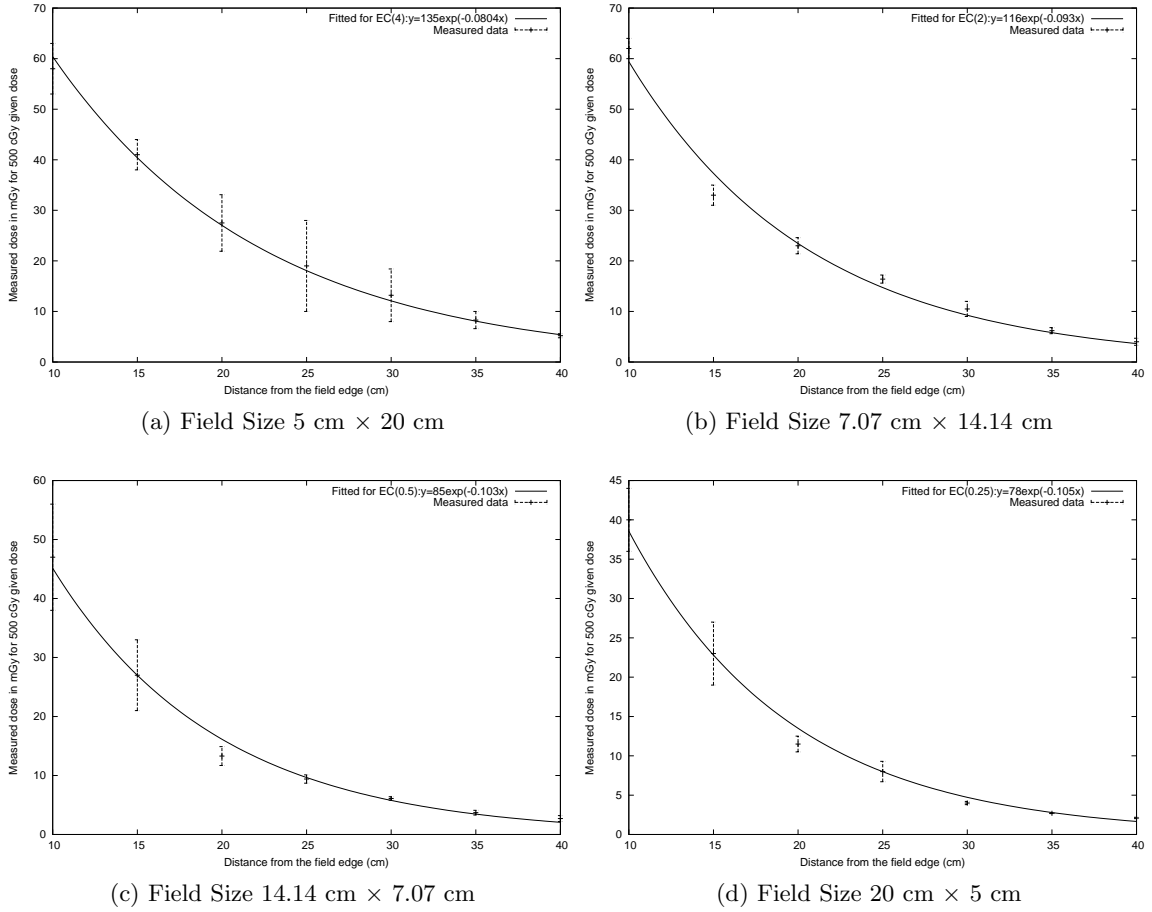 Fitted for EC(4):y=135exp(-0.0804x)
Measured data
Measured dose in mGy for 500 cGy given dose
70
60
50
40
30
20
10
0
10 15 20 25 30 35 40
Distance from the field edge (cm)
(a) Field Size 5 cm × 20 cm
Fitted for EC(2):y=116exp(-0.093x)
Measured data
Measured dose in mGy for 500 cGy given dose
70
60
50
40
30
20
10
0
10 15 20 25 30 35 40
Distance from the field edge (cm)
(b) Field Size 7.07 cm × 14.14 cm
Fitted for EC(0.5):y=85exp(-0.103x)
Measured data
Measured dose in mGy for 500 cGy given dose
60
50
40
30
20
10
0
10 15 20 25 30 35 40
Distance from the field edge (cm)
(c) Field Size 14.14 cm × 7.07 cm
Fitted for EC(0.25):y=78exp(-0.105x)
Measured data
Measured dose in mGy for 500 cGy given dose
45
40
35
30
25
20
15
10
5
0
10 15 20 25 30 35 40
Distance from the field edge (cm)
(d) Field Size 20 cm × 5 cm